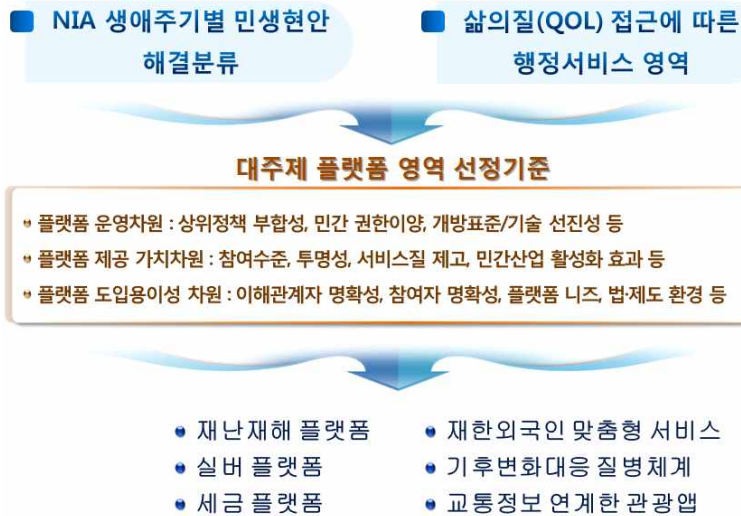 NIA 생애주기별 민생현안
해결분류
삶의질(QOL) 접근에 따른
행정서비스 영역
대주제 플랫폼 영역 선정기준
플랫폼 운영차원 : 상위정책 부합성, 민간 권한이양, 개방표준/기술 선진성 등
플랫폼 제공 가치차원 : 참여수준, 투명성, 서비스질 제고, 민간산업 활성화 효과 등
플랫폼 도입용이성 차원 : 이해관계자 명확성, 참여자 명확성, 플랫폼 니즈, 법·제도 환경 등
재난재해 플랫폼
실버 플랫폼
세금 플랫폼
재한외국인 맞춤형 서비스
기후변화대응 질병체계
교통정보 연계한 관광앱